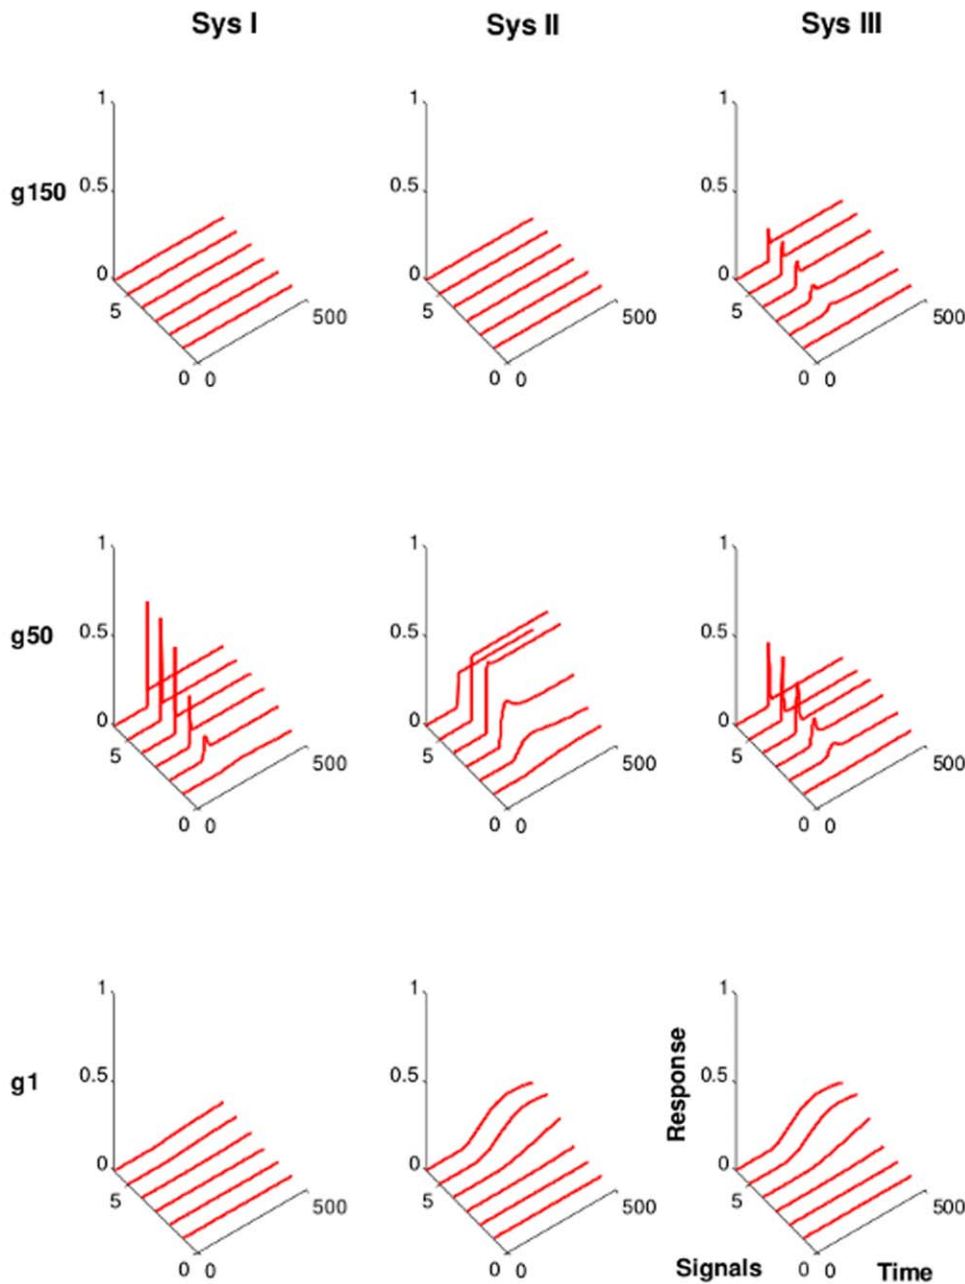 Sys I Sys II Sys III
1 1 1
g150 0.5 0.5 0.5
0 0 0
5 500 5 500 5 500
0 0 0 0 0 0
1 1 1
g50 0.5 0.5 0.5
0 0 0
5 500 5 500 5 500
0 0 0 0 0 0
1 1 1
g1 0.5 0.5 Response 0.5
0 0 0
5 500 5 500 5 500
0 0 0 0 Signals 0 0 Time